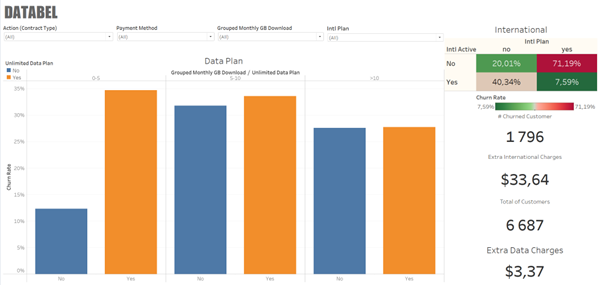 DATABEL
Action (Contract Type)
(All)
Payment Method
(All)
Grouped Monthly GB Download
(All)
Intl Plan
(All)
Unlimited Data Plan
No
Yes
Data Plan
Grouped Monthly GB Download / Unlimited Data Plan
0-5
5-10
>10
Churn Rate
35%
30%
25%
20%
15%
10%
5%
0%
No
Yes
No
Yes
No
Yes
International
Intl Plan
Intl Active
no
yes
No
20,01%
71,19%
Yes
40,34%
7,59%
Churn Rate
7,59%
71,19%
# Churned Customer
1 796
Extra International Charges
$33,64
Total of Customers
6 687
Extra Data Charges
$3,37